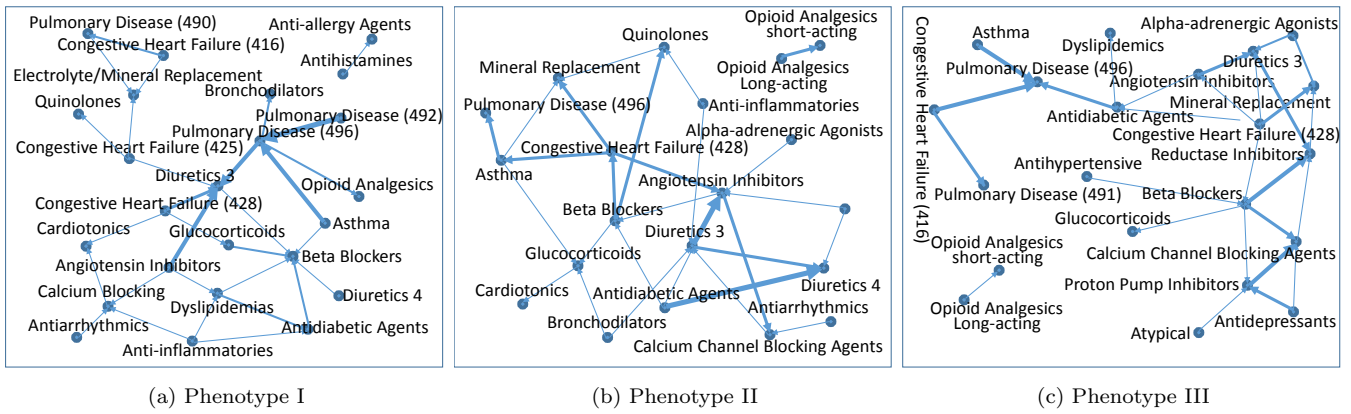 Pulmonary Disease (490)
Anti-allergy Agents
Congestive Heart Failure (416)
Antihistamines
Electrolyte/Mineral Replacement
Bronchodilators
Quinolones
Pulmonary Disease (492)
Pulmonary Disease (496)
Congestive Heart Failure (425)
Diuretics 3
Opioid Analgesics
Congestive Heart Failure (428)
Cardiotonics
Glucocorticoids
Asthma
Angiotensin Inhibitors
Beta Blockers
Calcium Blocking
Dyslipidemias
Diuretics 4
Antiarrhythmics
Antidiabetic Agents
Anti-inflammatories
(a) Phenotype I
Opioid Analgesics
short-acting
Quinolones
Mineral Replacement
Opioid Analgesics
Long-acting
Pulmonary Disease (496)
Anti-inflammatories
Alpha-adrenergic Agonists
Congestive Heart Failure (428)
Asthma
Angiotensin Inhibitors
Beta Blockers
Diuretics 3
Glucocorticoids
Diuretics 4
Cardiotonics
Antidiabetic Agents
Antiarrhythmics
Bronchodilators
Calcium Channel Blocking Agents
(b) Phenotype II
Congestive Heart Failure (416)
Asthma
Alpha-adrenergic Agonists
Dyslipidemics
Diuretics 3
Pulmonary Disease (496)
Angiotensin inhibitors
Mineral Replacement
Antidiabetic Agents
Congestive Heart Failure (428)
Reductase Inhibitors
Antihypertensive
Pulmonary Disease (491)
Beta Blockers
Glucocorticoids
Opioid Analgesics
short-acting
Calcium Channel Blocking Agents
Proton Pump Inhibitors
Opioid Analgesics
Long-acting
Atypical
Antidepressants
(c) Phenotype III